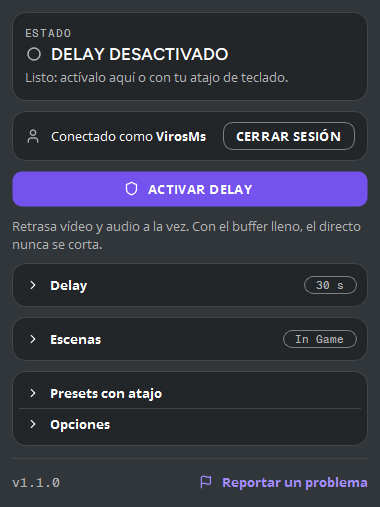 ESTADO
DELAY DESACTIVADO
Listo: actívalo aquí o con tu atajo de teclado.
Conectado como VirosMs
CERRAR SESIÓN
ACTIVAR DELAY
Retrasa vídeo y audio a la vez. Con el buffer lleno, el directo
nunca se corta.
Delay
30 s
Escenas
In Game
Presets con atajo
Opciones
v1.1.0
Reportar un problema